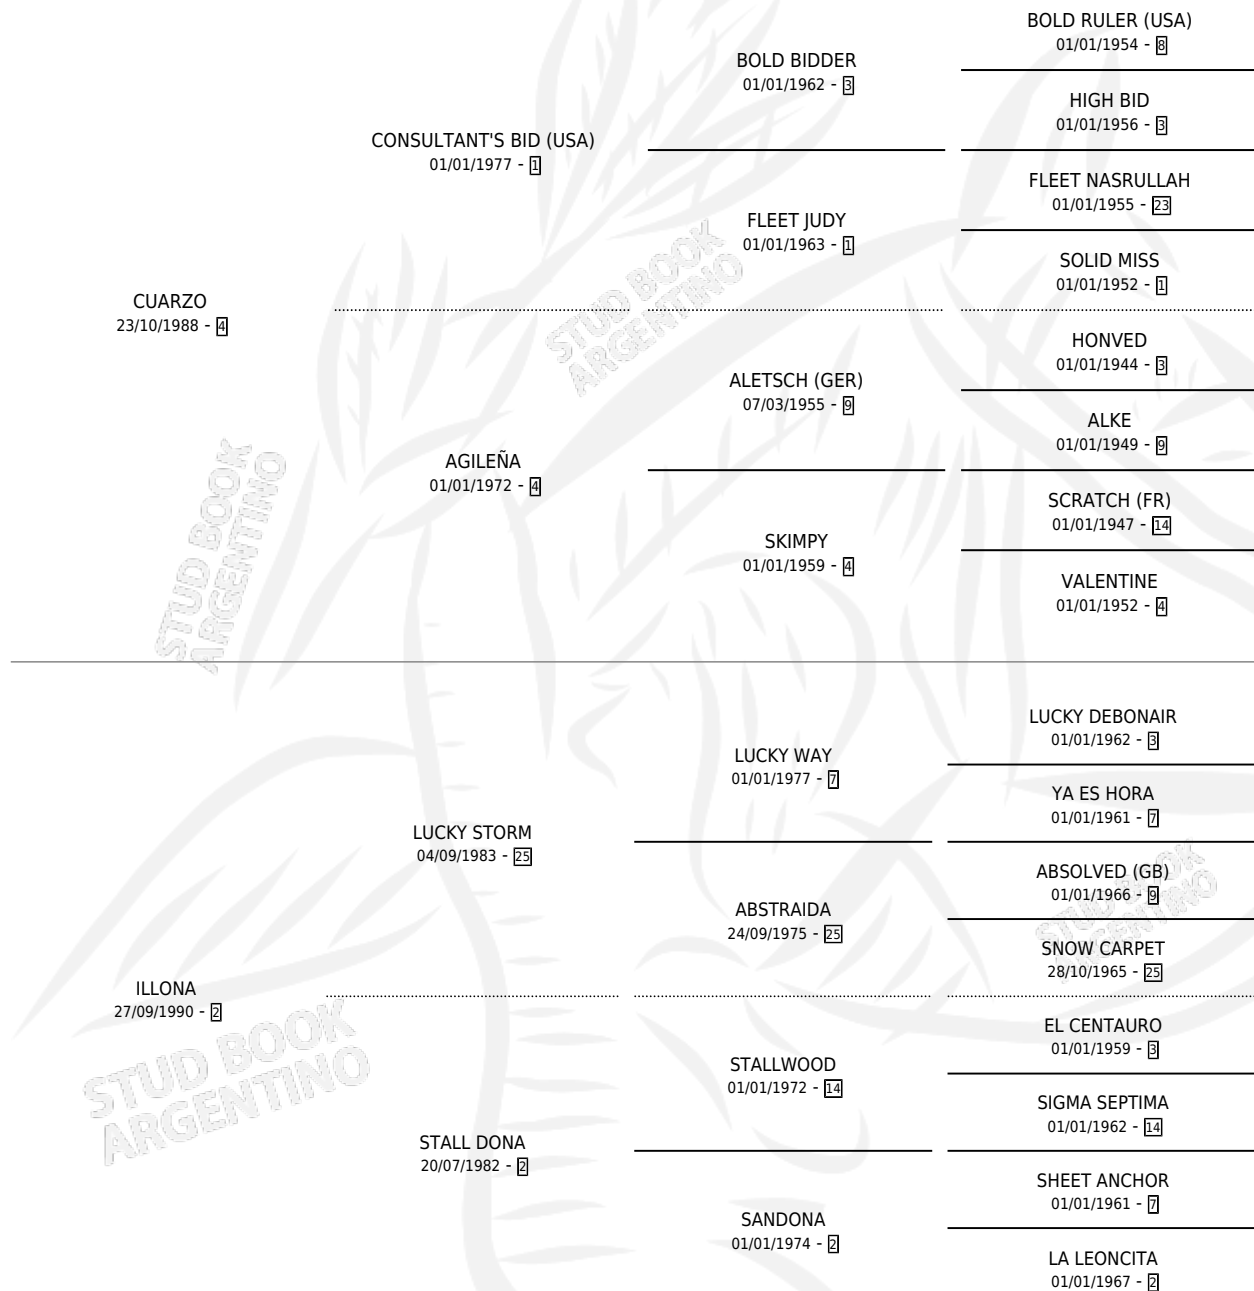 BOLD RULER (USA)
01/01/1954 - 8
BOLD BIDDER
01/01/1962 - 3
HIGH BID
01/01/1956 - 3
CONSULTANT'S BID (USA)
01/01/1977 - 1
FLEET NASRULLAH
01/01/1955 - 23
FLEET JUDY
01/01/1963 - 1
SOLID MISS
01/01/1952 - 1
CUARZO
23/10/1988 - 4
STUD BOOK
ARGENTINO
HONVED
01/01/1944 - 3
ALETSCH (GER)
07/03/1955 - 9
ALKE
01/01/1949 - 9
AGILEÑA
01/01/1972 - 4
SCRATCH (FR)
01/01/1947 - 14
SKIMPY
01/01/1959 - 4
VALENTINE
01/01/1952 - 4
STUD BOOK
ARGENTINO
LUCKY DEBONAIR
01/01/1962 - 3
LUCKY WAY
01/01/1977 - 7
YA ES HORA
01/01/1961 - 7
LUCKY STORM
04/09/1983 - 25
ABSOLVED (GB)
01/01/1966 - 9
ABSTRAIDA
24/09/1975 - 25
SNOW CARPET
28/10/1965 - 25
STUD BOOK
ARGENTINO
ILLONA
27/09/1990 - 2
EL CENTAURO
01/01/1959 - 3
STALLWOOD
01/01/1972 - 14
SIGMA SEPTIMA
01/01/1962 - 14
STUD BOOK
ARGENTINO
STALL DONA
20/07/1982 - 2
SHEET ANCHOR
01/01/1961 - 7
SANDONA
01/01/1974 - 2
LA LEONCITA
01/01/1967 - 2